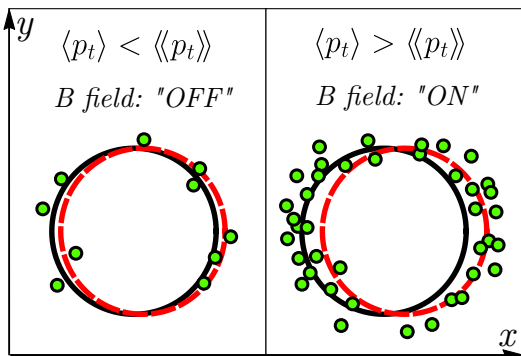 y
⟨p_t⟩ < ⟨⟨p_t⟩⟩
B field: "OFF"
⟨p_t⟩ > ⟨⟨p_t⟩⟩
B field: "ON"
x